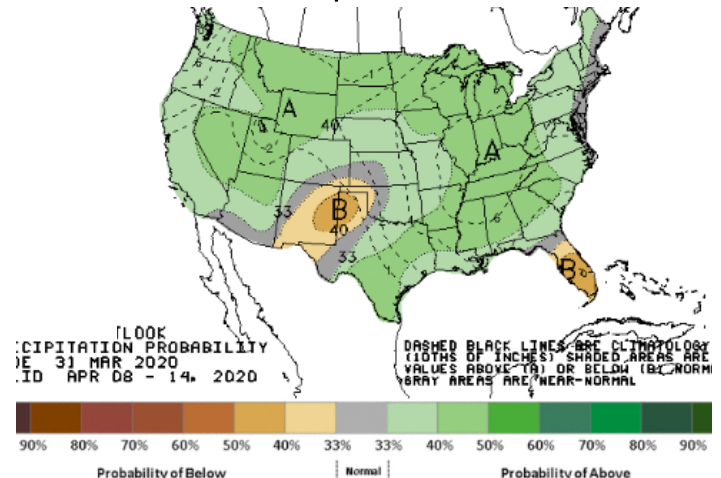 A
40
A
33
B
40
33
B
TLOOK
CIPITATION PROBABILITY
DE 31 MAR 2020
LID APR 08 - 14, 2020
DASHED BLACK LINES ARE CLIMATOLOGY
(10THS OF INCHES) SHADED AREAS ARE
VALUES ABOVE (A) OR BELOW (B) NORM
GRAY AREAS ARE NEAR-NORMAL
90% 80% 70% 60% 50% 40% 33% 33% 40% 50% 60% 70% 80% 90%
Probability of Below Normal Probability of Above